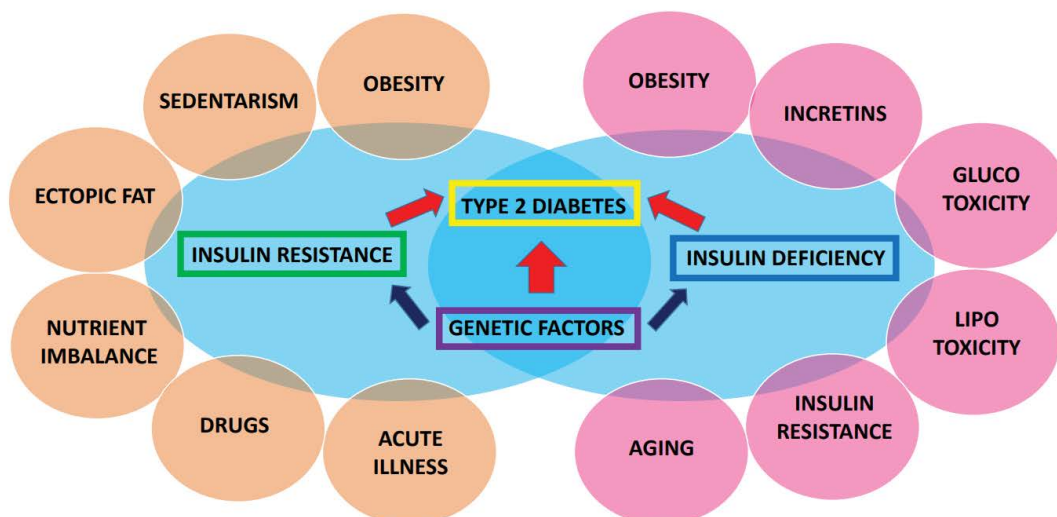 OBESITY
SEDENTARISM
ECTOPIC FAT
NUTRIENT
IMBALANCE
DRUGS
ACUTE
ILLNESS
INSULIN RESISTANCE
TYPE 2 DIABETES
GENETIC FACTORS
INSULIN DEFICIENCY
OBESITY
INCRETINS
GLUCO
TOXICITY
LIPO
TOXICITY
INSULIN
RESISTANCE
AGING